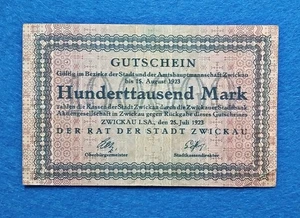 GUTSCHEIN
Gültig im Bezirke der Stadt und der Amtshauptmannschaft Zwickau
bis 15. August 1923
Hunderttausend Mark
zahlen die Kassen der Stadt Zwickau durch die Zwickauer Stadtbank
Aktiengesellschaft in Zwickau gegen Rückgabe dieses Gutscheines
ZWICKAU I.SA., den 25. Juli 1923
DER RAT DER STADT ZWICKAU
Oberbürgermeister
Stadtkassendirektor